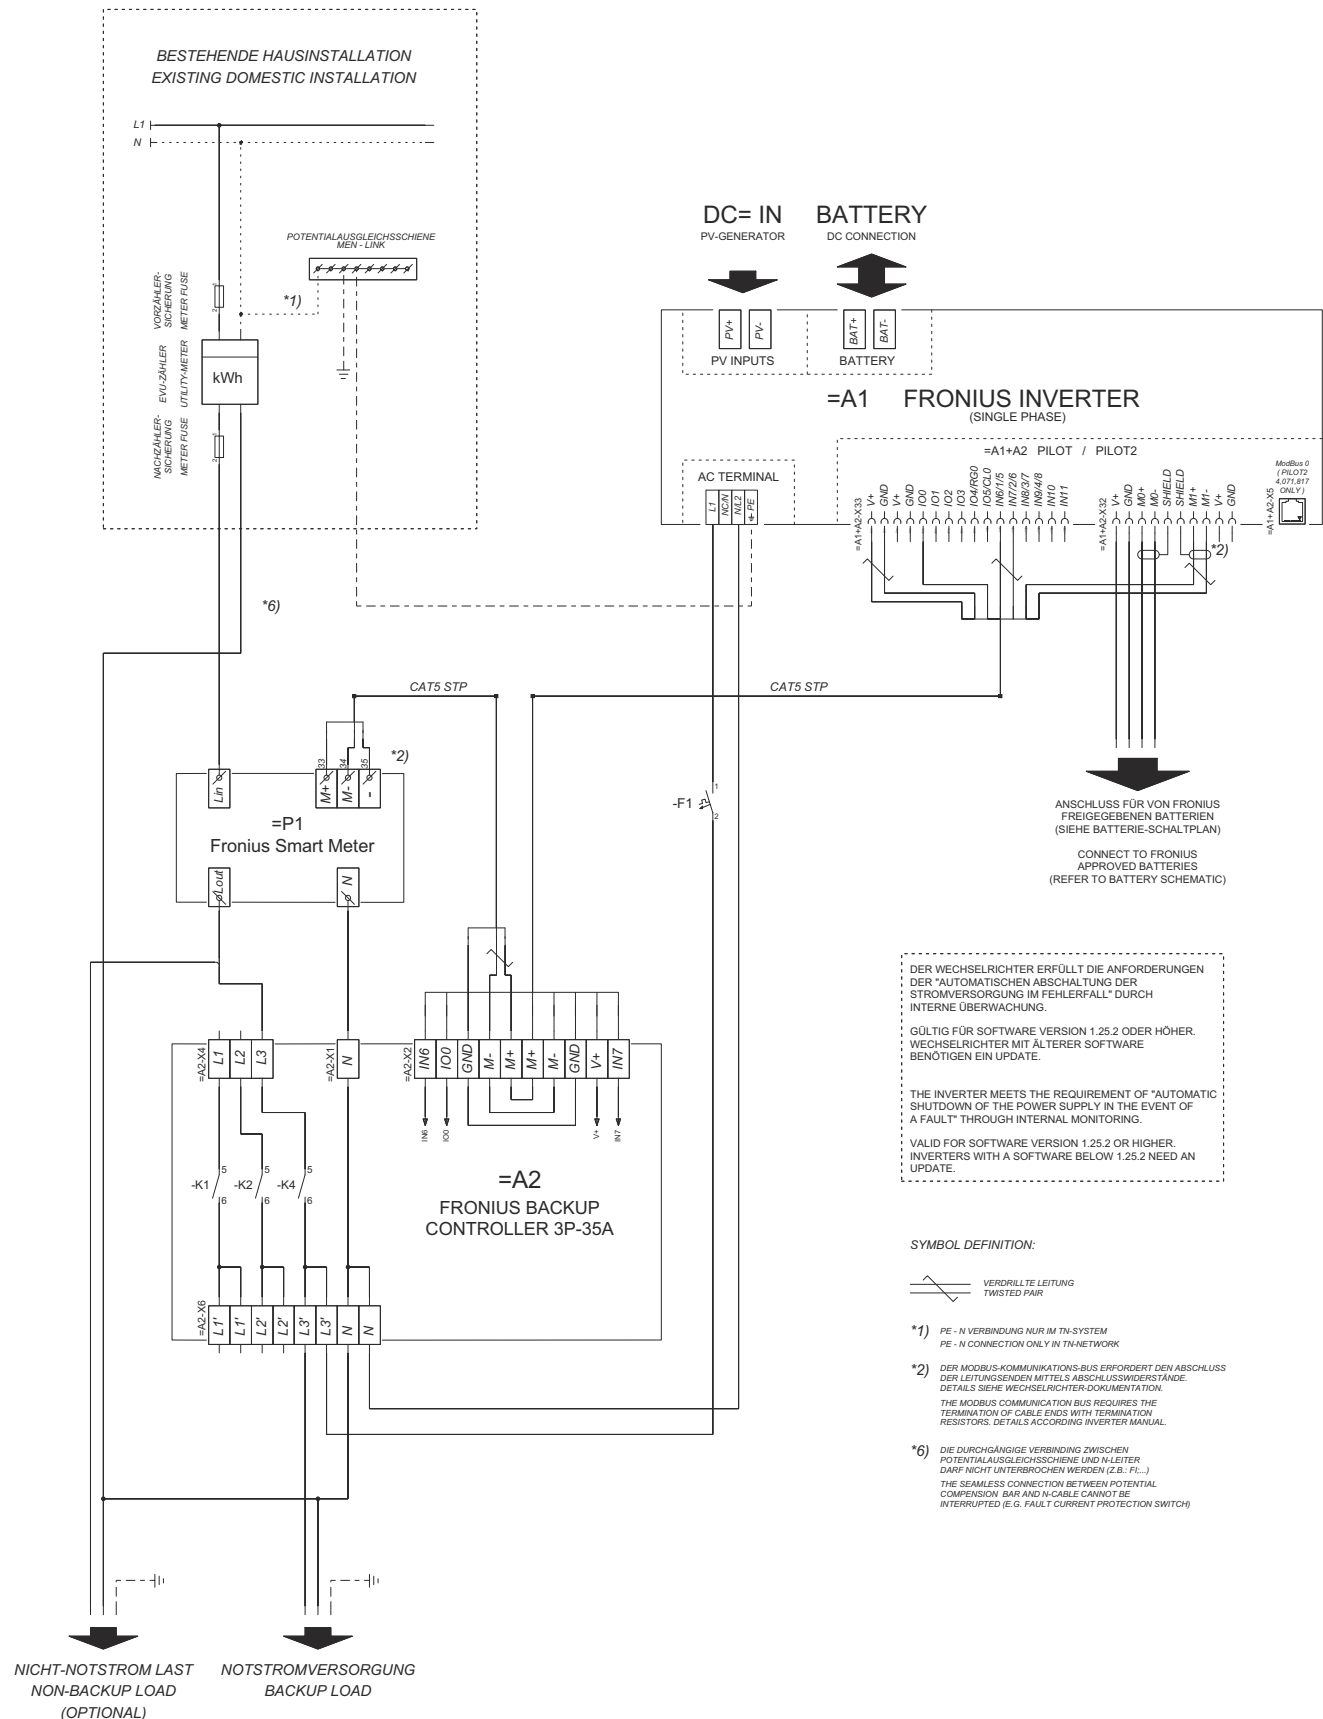 BESTEHENDE HAUSINSTALLATION
EXISTING DOMESTIC INSTALLATION
L1
N
POTENTIALAUSGLEICHSSCHIENE
MEN - LINK
*1)
VORZÄHLER-
SICHERUNG
METER FUSE
1
2
EVU-ZÄHLER
UTILITY-METER
kWh
NACHZÄHLER-
SICHERUNG
METER FUSE
1
2
*6)
DC= IN
PV-GENERATOR
BATTERY
DC CONNECTION
PV+
PV-
PV INPUTS
BAT+
BAT-
BATTERY
=A1 FRONIUS INVERTER
(SINGLE PHASE)
=A1+A2 PILOT / PILOT2
AC TERMINAL
L1
NC/N
N/L2
PE
=A1+A2-X33
V+
GND
V+
GND
IO0
IO1
IO2
IO3
IO4/RG0
IO5/CL0
IN6/1/5
IN7/2/6
IN8/3/7
IN9/4/8
IN10
IN11
=A1+A2-X32
V+
GND
M0+
M0-
SHIELD
SHIELD
M1+
M1-
V+
GND
*2)
=A1+A2-X5
ModBus 0
( PILOT2
4,071,817
ONLY )
CAT5 STP
CAT5 STP
Lin
M+
M-
-
33
34
35
*2)
=P1
Fronius Smart Meter
Lout
N
-F1
1
2
ANSCHLUSS FÜR VON FRONIUS
FREIGEGEBENEN BATTERIEN
(SIEHE BATTERIE-SCHALTPLAN)
CONNECT TO FRONIUS
APPROVED BATTERIES
(REFER TO BATTERY SCHEMATIC)
DER WECHSELRICHTER ERFÜLLT DIE ANFORDERUNGEN
DER "AUTOMATISCHEN ABSCHALTUNG DER
STROMVERSORGUNG IM FEHLERFALL" DURCH
INTERNE ÜBERWACHUNG.
GÜLTIG FÜR SOFTWARE VERSION 1.25.2 ODER HÖHER.
WECHSELRICHTER MIT ÄLTERER SOFTWARE
BENÖTIGEN EIN UPDATE.
THE INVERTER MEETS THE REQUIREMENT OF "AUTOMATIC
SHUTDOWN OF THE POWER SUPPLY IN THE EVENT OF
A FAULT" THROUGH INTERNAL MONITORING.
VALID FOR SOFTWARE VERSION 1.25.2 OR HIGHER.
INVERTERS WITH A SOFTWARE BELOW 1.25.2 NEED AN
UPDATE.
=A2-X4
L1
L2
L3
=A2-X1
N
=A2-X2
IN6
IO0
GND
M-
M+
M+
M-
GND
V+
IN7
IN6
IO0
V+
IN7
-K1
5
6
-K2
5
6
-K4
5
6
=A2
FRONIUS BACKUP
CONTROLLER 3P-35A
=A2-X6
L1'
L1'
L2'
L2'
L3'
L3'
N
N
SYMBOL DEFINITION:
VERDRILLTE LEITUNG
TWISTED PAIR
*1) PE - N VERBINDUNG NUR IM TN-SYSTEM
PE - N CONNECTION ONLY IN TN-NETWORK
*2) DER MODBUS-KOMMUNIKATIONS-BUS ERFORDERT DEN ABSCHLUSS
DER LEITUNGSENDEN MITTELS ABSCHLUSSWIDERSTÄNDE.
DETAILS SIEHE WECHSELRICHTER-DOKUMENTATION.
THE MODBUS COMMUNICATION BUS REQUIRES THE
TERMINATION OF CABLE ENDS WITH TERMINATION
RESISTORS. DETAILS ACCORDING INVERTER MANUAL.
*6) DIE DURCHGÄNGIGE VERBINDUNG ZWISCHEN
POTENTIALAUSGLEICHSSCHIENE UND N-LEITER
DARF NICHT UNTERBROCHEN WERDEN (Z.B.: FI;...)
THE SEAMLESS CONNECTION BETWEEN POTENTIAL
COMPENSION BAR AND N-CABLE CANNOT BE
INTERRUPTED (E.G. FAULT CURRENT PROTECTION SWITCH)
NICHT-NOTSTROM LAST
NON-BACKUP LOAD
(OPTIONAL)
NOTSTROMVERSORGUNG
BACKUP LOAD